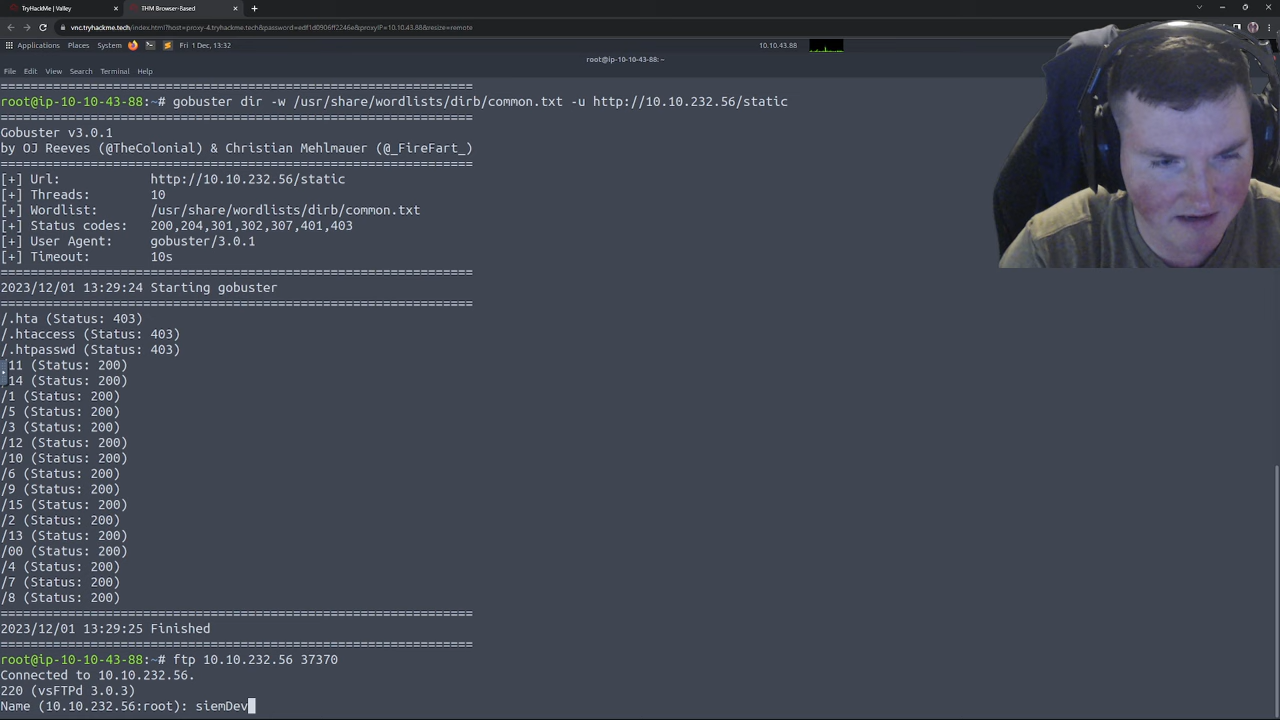 TryHackMe | Valley
THM Browser-Based
vnc.tryhackme.tech/index.html?host=proxy-4.tryhackme.tech&password=edf1d0906ff2246e&proxyIP=10.10.43.88&resize=remote
Applications Places System Fri 1 Dec, 13:32 10.10.43.88
root@ip-10-10-43-88: ~
File Edit View Search Terminal Help
===============================================================
root@ip-10-10-43-88:~# gobuster dir -w /usr/share/wordlists/dirb/common.txt -u http://10.10.232.56/static
===============================================================
Gobuster v3.0.1
by OJ Reeves (@TheColonial) & Christian Mehlmauer (@_FireFart_)
===============================================================
[+] Url: http://10.10.232.56/static
[+] Threads: 10
[+] Wordlist: /usr/share/wordlists/dirb/common.txt
[+] Status codes: 200,204,301,302,307,401,403
[+] User Agent: gobuster/3.0.1
[+] Timeout: 10s
===============================================================
2023/12/01 13:29:24 Starting gobuster
===============================================================
/.hta (Status: 403)
/.htaccess (Status: 403)
/.htpasswd (Status: 403)
/11 (Status: 200)
/14 (Status: 200)
/1 (Status: 200)
/5 (Status: 200)
/3 (Status: 200)
/12 (Status: 200)
/10 (Status: 200)
/6 (Status: 200)
/9 (Status: 200)
/15 (Status: 200)
/2 (Status: 200)
/13 (Status: 200)
/00 (Status: 200)
/4 (Status: 200)
/7 (Status: 200)
/8 (Status: 200)
===============================================================
2023/12/01 13:29:25 Finished
===============================================================
root@ip-10-10-43-88:~# ftp 10.10.232.56 37370
Connected to 10.10.232.56.
220 (vsFTPd 3.0.3)
Name (10.10.232.56:root): siemDev